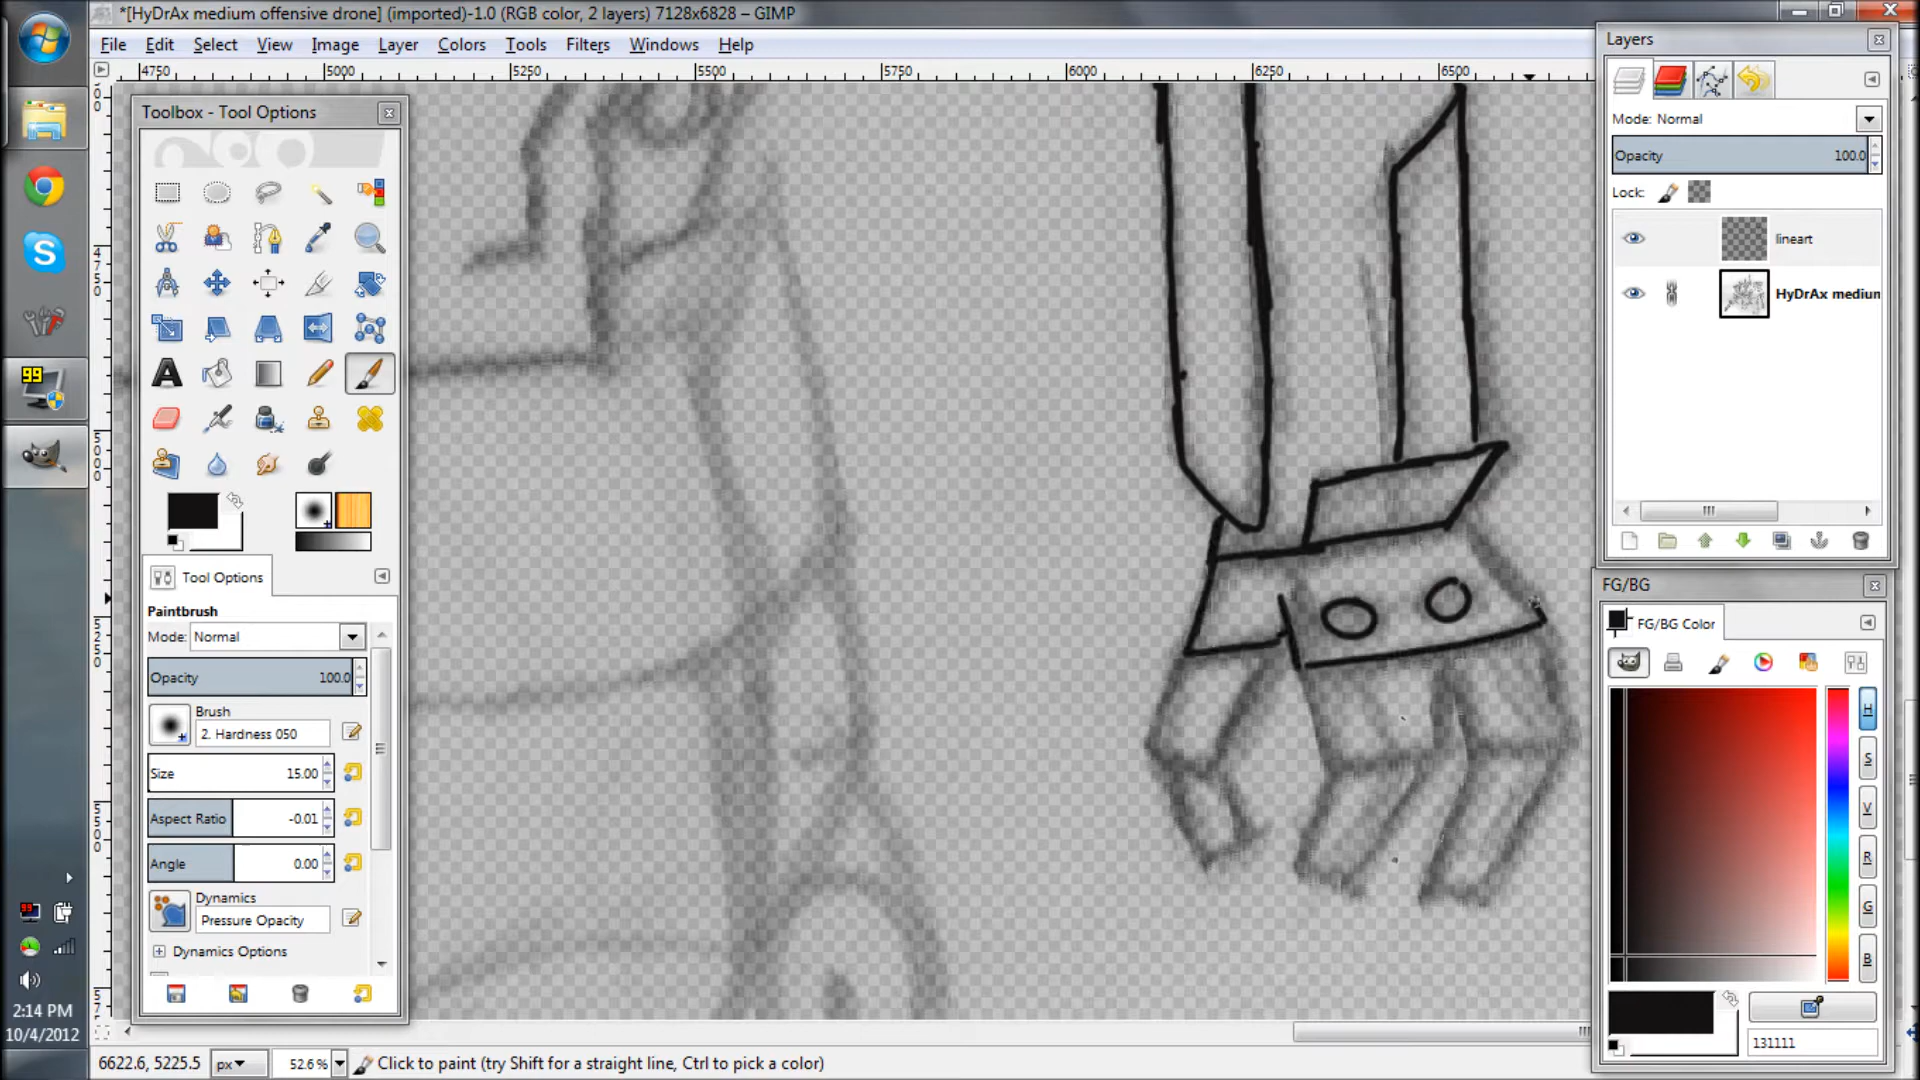 *[HyDrAx medium offensive drone] (imported)-1.0 (RGB color, 2 layers) 7128x6828 – GIMP
File Edit Select View Image Layer Colors Tools Filters Windows Help
4750 5000 5250 5500 5750 6000 6250 6500
Toolbox - Tool Options
Tool Options
Paintbrush
Mode: Normal
Opacity 100.0
Brush
2. Hardness 050
Size 15.00
Aspect Ratio -0.01
Angle 0.00
Dynamics
Pressure Opacity
Dynamics Options
Layers
Mode: Normal
Opacity 100.0
Lock:
lineart
HyDrAx medium
FG/BG
FG/BG Color
H
S
V
R
G
B
131111
99
99
2:14 PM
10/4/2012
6622.6, 5225.5 px 52.6% Click to paint (try Shift for a straight line, Ctrl to pick a color)